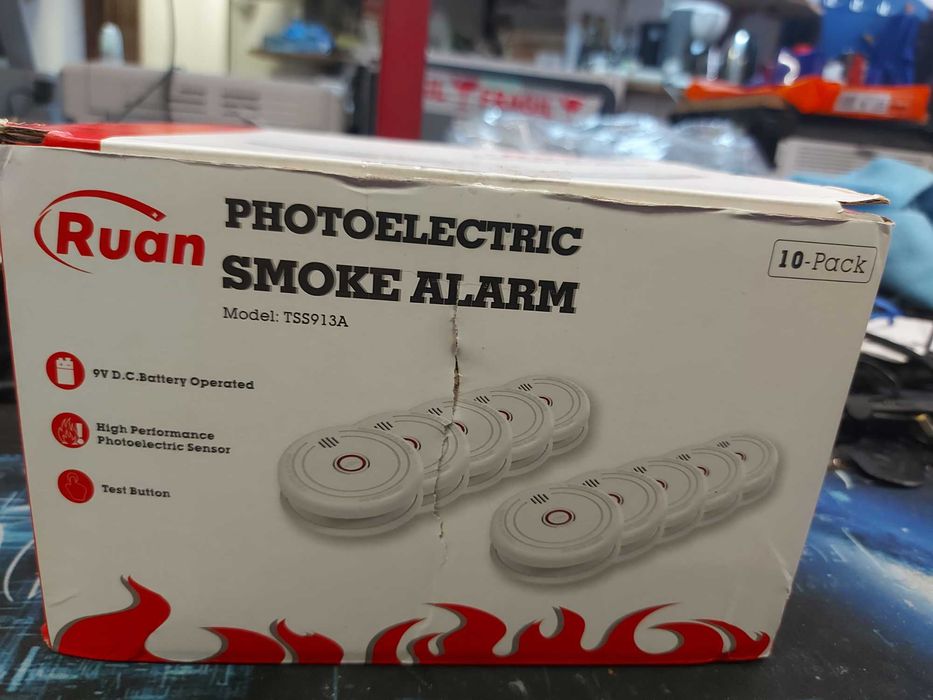 Ruan
PHOTOELECTRIC
SMOKE ALARM
Model: TSS913A
10-Pack
9V D.C.Battery Operated
High Performance
Photoelectric Sensor
Test Button